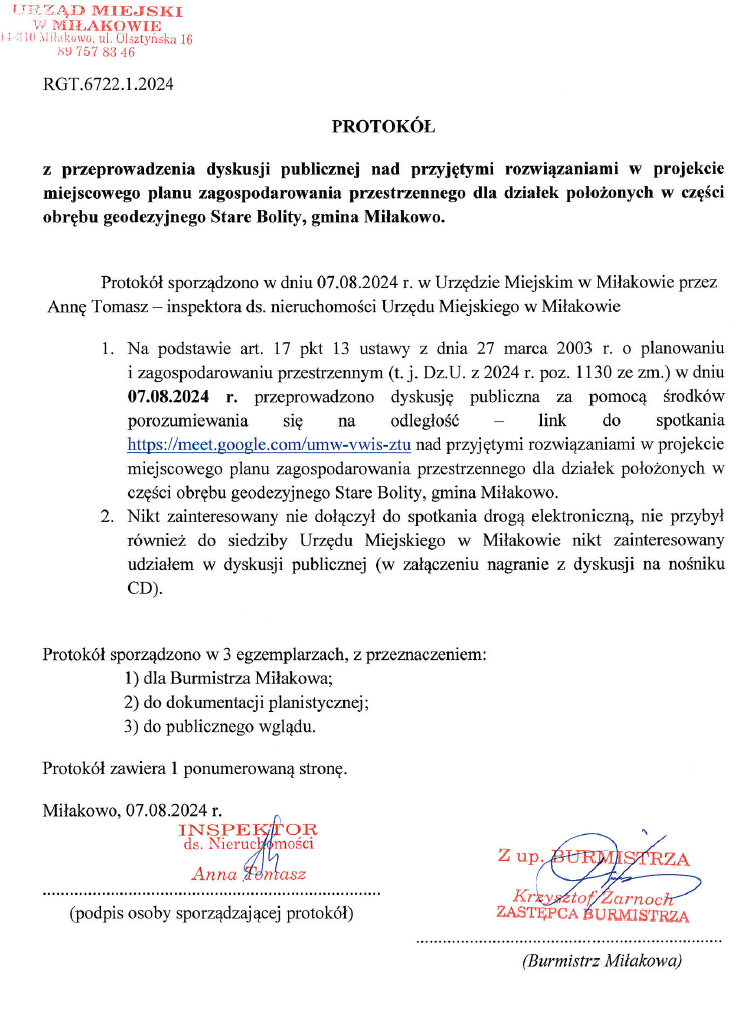 URZĄD MIEJSKI
W MIŁAKOWIE
14-310 Miłakowo, ul. Olsztyńska 16
89 757 83 46
RGT.6722.1.2024
PROTOKÓŁ
z przeprowadzenia dyskusji publicznej nad przyjętymi rozwiązaniami w projekcie
miejscowego planu zagospodarowania przestrzennego dla działek położonych w części
obrębu geodezyjnego Stare Bolity, gmina Miłakowo.
Protokół sporządzono w dniu 07.08.2024 r. w Urzędzie Miejskim w Miłakowie przez
Annę Tomasz – inspektora ds. nieruchomości Urzędu Miejskiego w Miłakowie
1. Na podstawie art. 17 pkt 13 ustawy z dnia 27 marca 2003 r. o planowaniu
i zagospodarowaniu przestrzennym (t. j. Dz.U. z 2024 r. poz. 1130 ze zm.) w dniu
07.08.2024 r. przeprowadzono dyskusję publiczna za pomocą środków
porozumiewania się na odległość – link do spotkania
https://meet.google.com/umw-vwis-ztu nad przyjętymi rozwiązaniami w projekcie
miejscowego planu zagospodarowania przestrzennego dla działek położonych w
części obrębu geodezyjnego Stare Bolity, gmina Miłakowo.
2. Nikt zainteresowany nie dołączył do spotkania drogą elektroniczną, nie przybył
również do siedziby Urzędu Miejskiego w Miłakowie nikt zainteresowany
udziałem w dyskusji publicznej (w załączeniu nagranie z dyskusji na nośniku
CD).
Protokół sporządzono w 3 egzemplarzach, z przeznaczeniem:
1) dla Burmistrza Miłakowa;
2) do dokumentacji planistycznej;
3) do publicznego wglądu.
Protokół zawiera 1 ponumerowaną stronę.
Miłakowo, 07.08.2024 r.
INSPEKTOR
ds. Nieruchomości
Anna Tomasz
(podpis osoby sporządzającej protokół)
Z up. BURMISTRZA
Krzysztof Żarnoch
ZASTĘPCA BURMISTRZA
(Burmistrz Miłakowa)